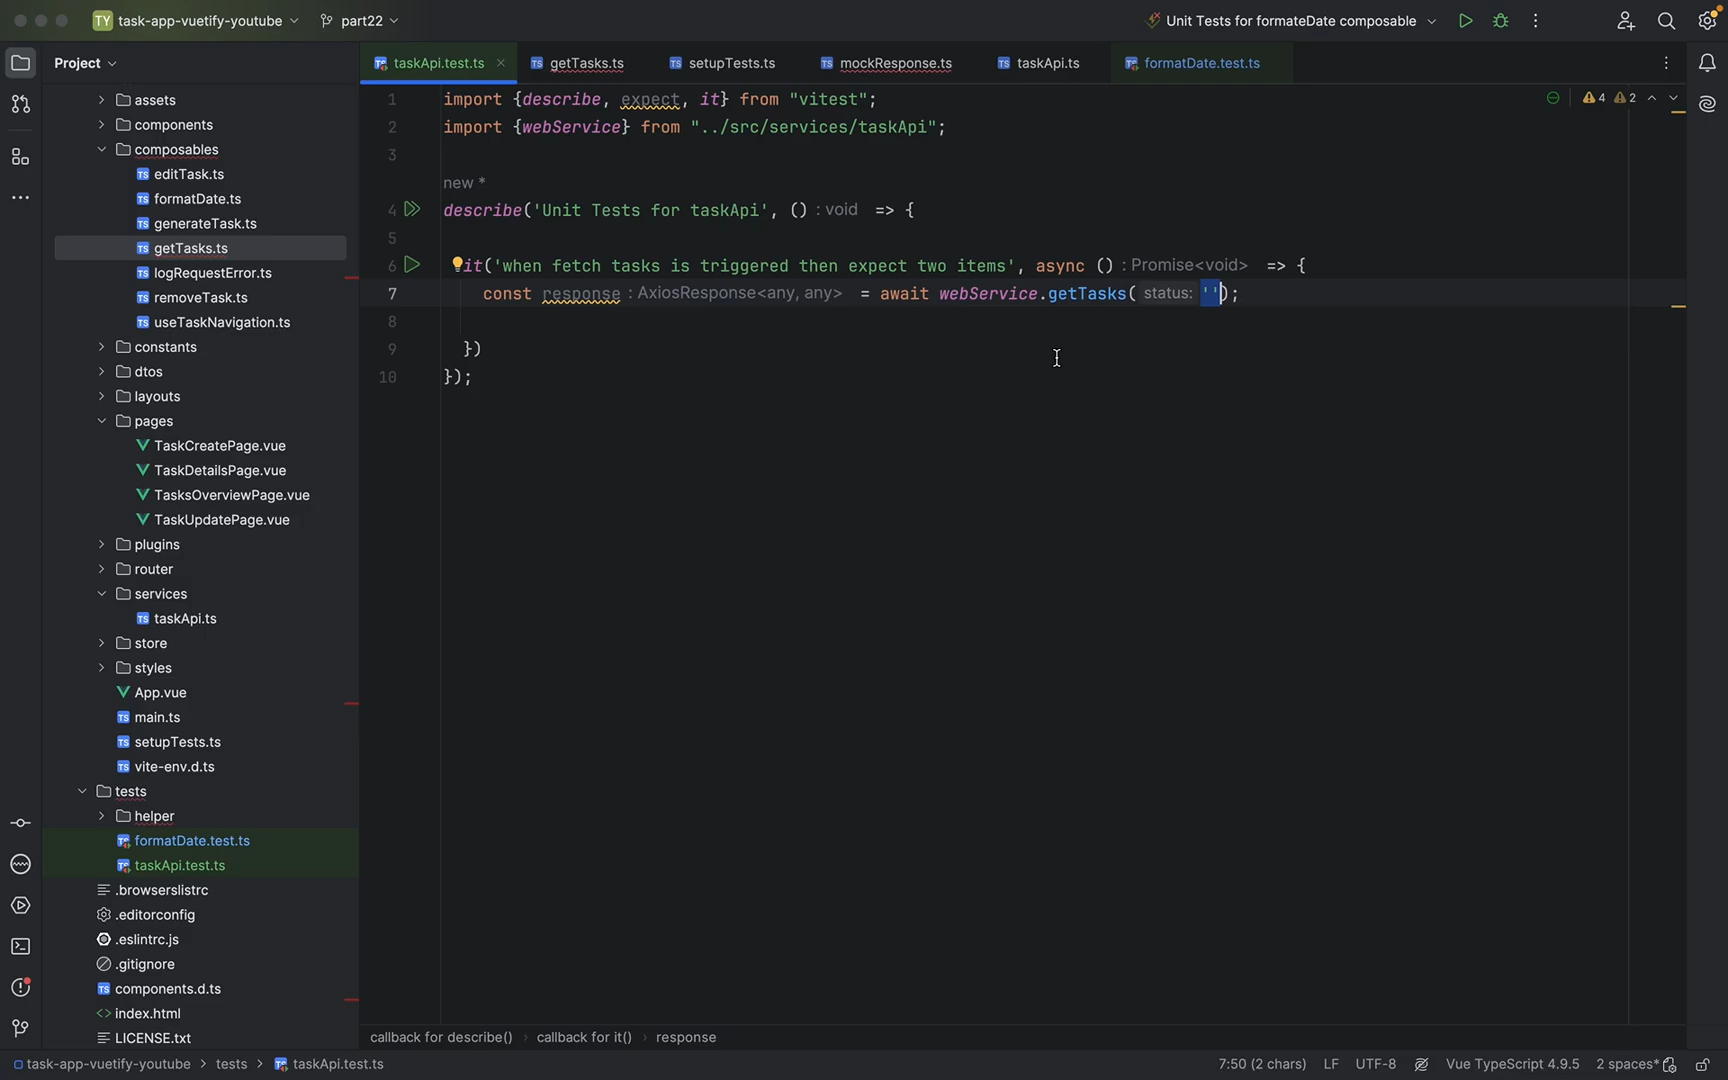 TY task-app-vuetify-youtube part22 Unit Tests for formateDate composable
Project
taskApi.test.ts getTasks.ts setupTests.ts mockResponse.ts taskApi.ts formatDate.test.ts
assets
components
composables
editTask.ts
formatDate.ts
generateTask.ts
getTasks.ts
logRequestError.ts
removeTask.ts
useTaskNavigation.ts
constants
dtos
layouts
pages
TaskCreatePage.vue
TaskDetailsPage.vue
TasksOverviewPage.vue
TaskUpdatePage.vue
plugins
router
services
taskApi.ts
store
styles
App.vue
main.ts
setupTests.ts
vite-env.d.ts
tests
helper
formatDate.test.ts
taskApi.test.ts
.browserslistrc
.editorconfig
.eslintrc.js
.gitignore
components.d.ts
index.html
LICENSE.txt
4 2
1 import {describe, expect, it} from "vitest";
2 import {webService} from "../src/services/taskApi";
3
new *
4 describe('Unit Tests for taskApi', () : void => {
5
6 it('when fetch tasks is triggered then expect two items', async () : Promise<void> => {
7 const response : AxiosResponse<any, any> = await webService.getTasks( status: '');
8
9 })
10 });
callback for describe() › callback for it() › response
task-app-vuetify-youtube > tests > taskApi.test.ts 7:50 (2 chars) LF UTF-8 Vue TypeScript 4.9.5 2 spaces*